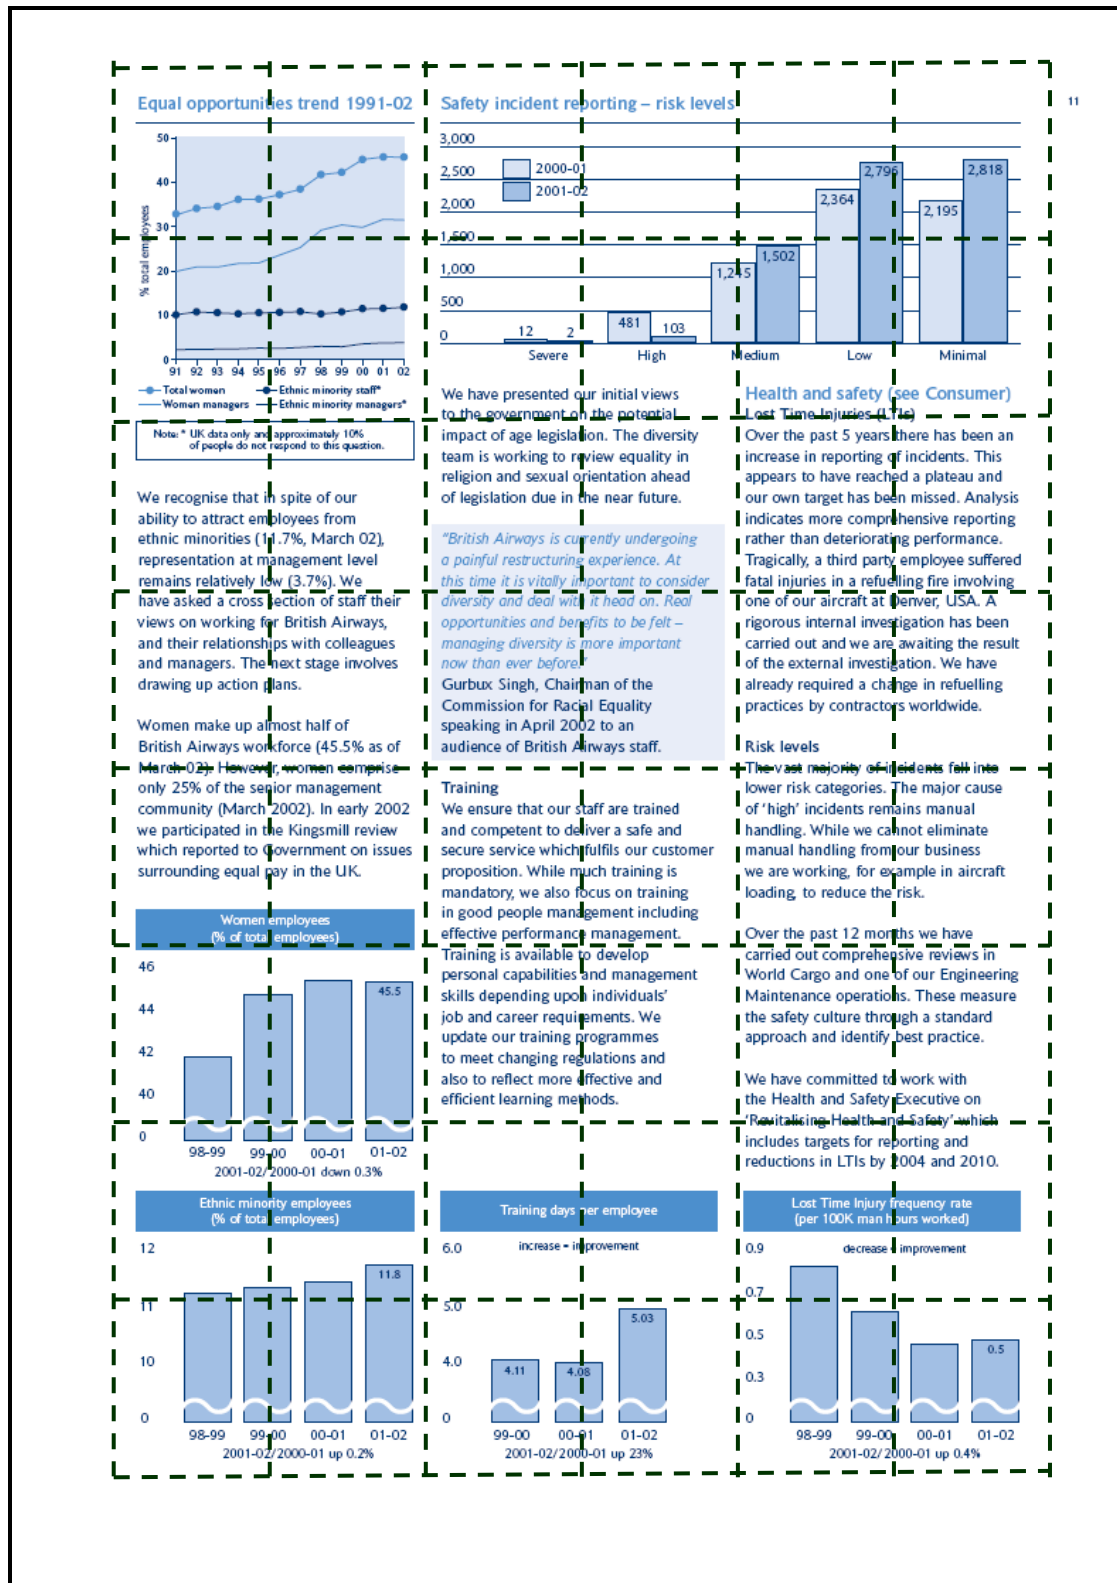 11
Equal opportunities trend 1991-02
50
40
30
20
10
0
% total employees
91 92 93 94 95 96 97 98 99 00 01 02
Total women
Ethnic minority staff*
Women managers
Ethnic minority managers*
Note: * UK data only and approximately 10%
of people do not respond to this question.
We recognise that in spite of our
ability to attract employees from
ethnic minorities (11.7%, March 02),
representation at management level
remains relatively low (3.7%). We
have asked a cross section of staff their
views on working for British Airways,
and their relationships with colleagues
and managers. The next stage involves
drawing up action plans.
Women make up almost half of
British Airways workforce (45.5% as of
March 02). However, women comprise
only 25% of the senior management
community (March 2002). In early 2002
we participated in the Kingsmill review
which reported to Government on issues
surrounding equal pay in the UK.
Women employees
(% of total employees)
46
44
42
40
0
45.5
98-99 99-00 00-01 01-02
2001-02/2000-01 down 0.3%
Ethnic minority employees
(% of total employees)
12
11
10
0
11.8
98-99 99-00 00-01 01-02
2001-02/2000-01 up 0.2%
Safety incident reporting – risk levels
3,000
2,500
2,000
1,500
1,000
500
0
2000-01
2001-02
12 2
481 103
1,245 1,502
2,364 2,796
2,195 2,818
Severe High Medium Low Minimal
We have presented our initial views
to the government on the potential
impact of age legislation. The diversity
team is working to review equality in
religion and sexual orientation ahead
of legislation due in the near future.
"British Airways is currently undergoing
a painful restructuring experience. At
this time it is vitally important to consider
diversity and deal with it head on. Real
opportunities and benefits to be felt –
managing diversity is more important
now than ever before."
Gurbux Singh, Chairman of the
Commission for Racial Equality
speaking in April 2002 to an
audience of British Airways staff.
Training
We ensure that our staff are trained
and competent to deliver a safe and
secure service which fulfils our customer
proposition. While much training is
mandatory, we also focus on training
in good people management including
effective performance management.
Training is available to develop
personal capabilities and management
skills depending upon individuals'
job and career requirements. We
update our training programmes
to meet changing regulations and
also to reflect more effective and
efficient learning methods.
Training days per employee
increase = improvement
6.0
5.0
4.0
0
4.11 4.08 5.03
99-00 00-01 01-02
2001-02/2000-01 up 23%
Health and safety (see Consumer)
Lost Time Injuries (LTIs)
Over the past 5 years there has been an
increase in reporting of incidents. This
appears to have reached a plateau and
our own target has been missed. Analysis
indicates more comprehensive reporting
rather than deteriorating performance.
Tragically, a third party employee suffered
fatal injuries in a refuelling fire involving
one of our aircraft at Denver, USA. A
rigorous internal investigation has been
carried out and we are awaiting the result
of the external investigation. We have
already required a change in refuelling
practices by contractors worldwide.
Risk levels
The vast majority of incidents fall into
lower risk categories. The major cause
of 'high' incidents remains manual
handling. While we cannot eliminate
manual handling from our business
we are working, for example in aircraft
loading, to reduce the risk.
Over the past 12 months we have
carried out comprehensive reviews in
World Cargo and one of our Engineering
Maintenance operations. These measure
the safety culture through a standard
approach and identify best practice.
We have committed to work with
the Health and Safety Executive on
'Revitalising Health and Safety' which
includes targets for reporting and
reductions in LTIs by 2004 and 2010.
Lost Time Injury frequency rate
(per 100K man hours worked)
decrease = improvement
0.9
0.7
0.5
0.3
0
0.5
98-99 99-00 00-01 01-02
2001-02/2000-01 up 0.4%